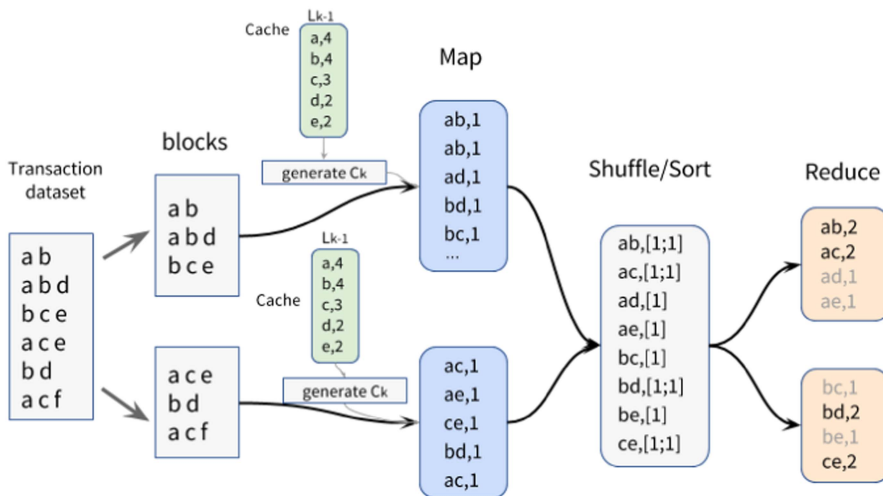 Transaction
dataset
a b
a b d
b c e
a c e
b d
a c f
blocks
a b
a b d
b c e
a c e
b d
a c f
Cache
Lk-1
a,4
b,4
c,3
d,2
e,2
generate Ck
Lk-1
Cache
a,4
b,4
c,3
d,2
e,2
generate Ck
Map
ab,1
ab,1
ad,1
bd,1
bc,1
...
ac,1
ae,1
ce,1
bd,1
ac,1
Shuffle/Sort
ab,[1;1]
ac,[1;1]
ad,[1]
ae,[1]
bc,[1]
bd,[1;1]
be,[1]
ce,[1;1]
Reduce
ab,2
ac,2
ad,1
ae,1
bc,1
bd,2
be,1
ce,2